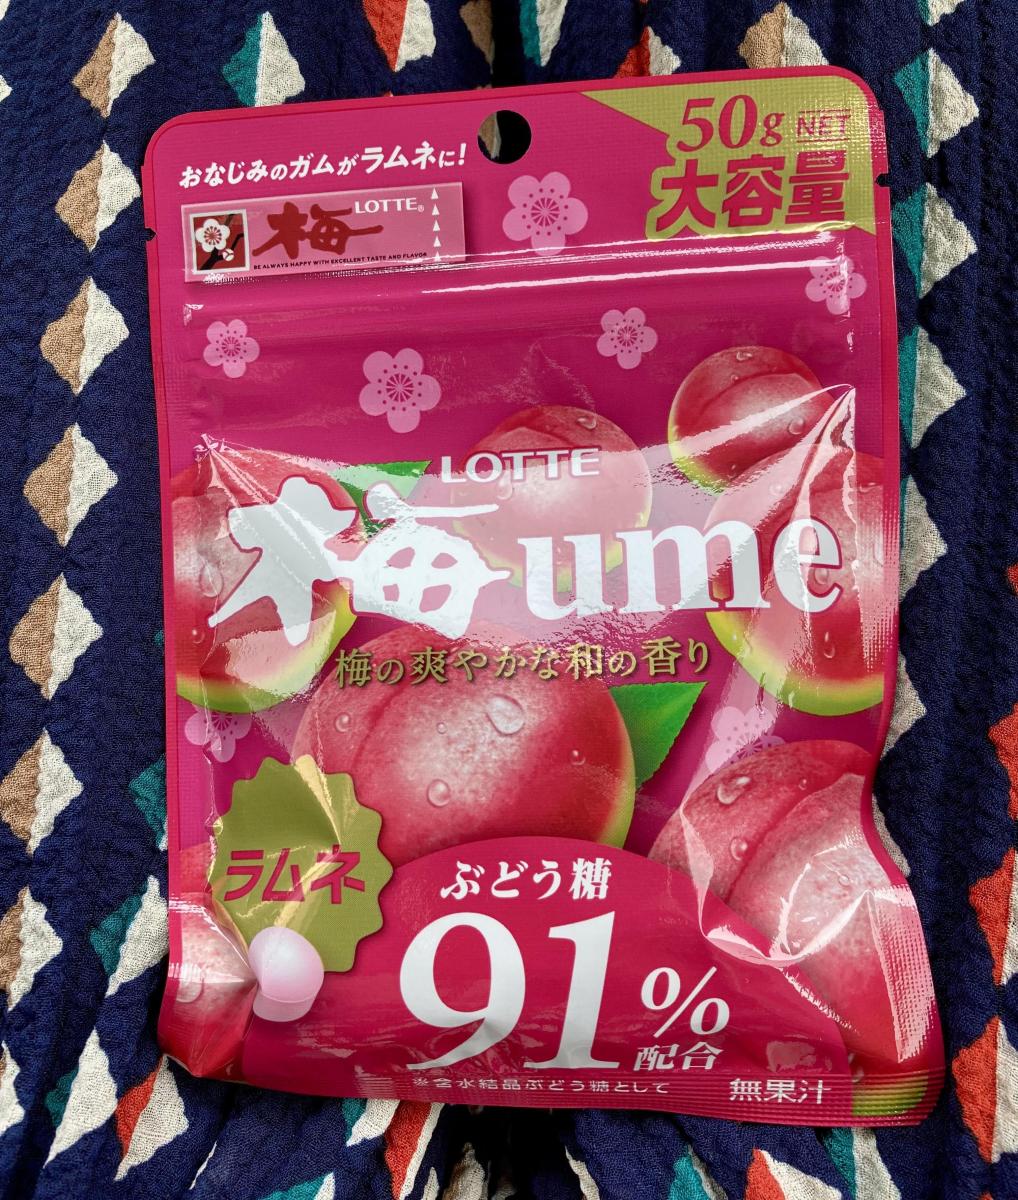 おなじみのガムがラムネに!
50g NET
大容量
梅 LOTTE®
BE ALWAYS HAPPY WITH EXCELLENT TASTE AND FLAVOR
LOTTE
梅 ume
梅の爽やかな和の香り
ラムネ
ぶどう糖
91%
配合
※含水結晶ぶどう糖として
無果汁